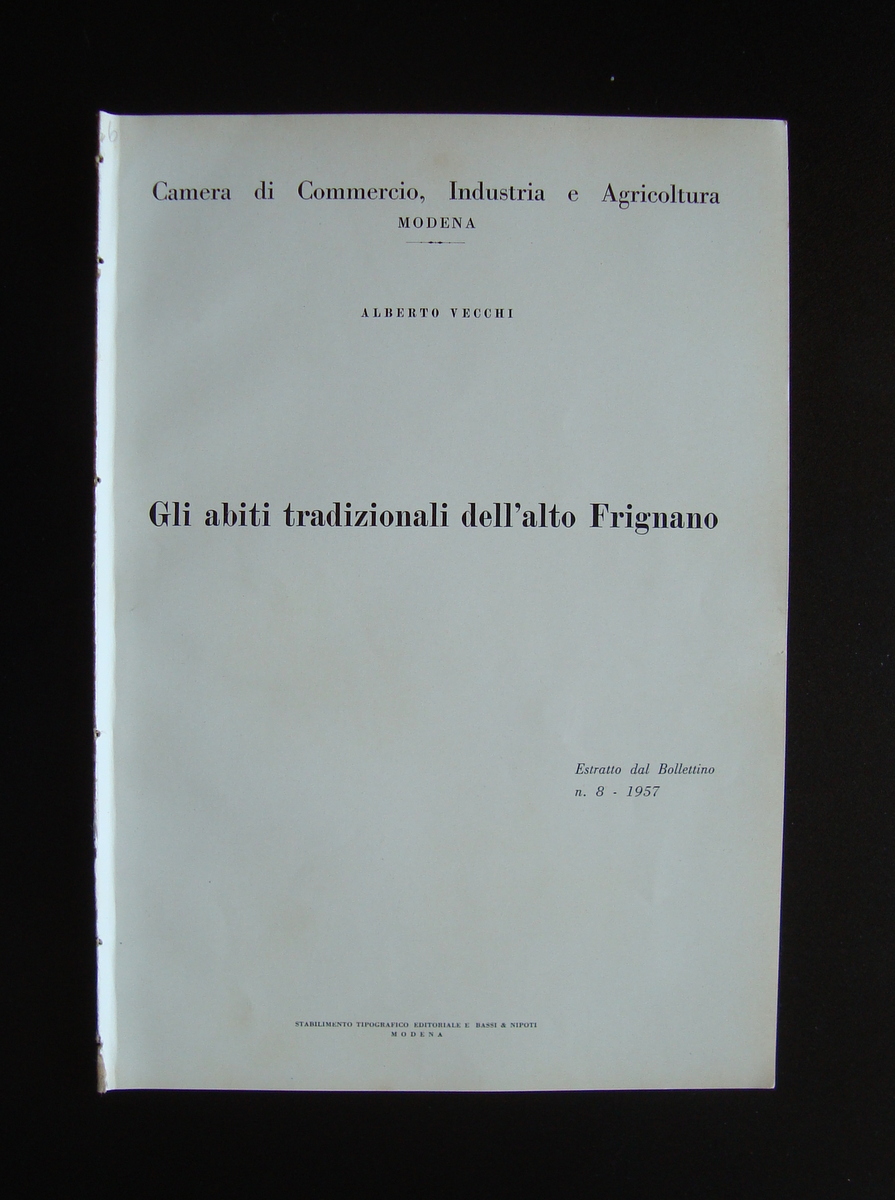 Camera di Commercio, Industria e Agricoltura
MODENA
ALBERTO VECCHI
Gli abiti tradizionali dell'alto Frignano
Estratto dal Bollettino
n. 8 - 1957
STABILIMENTO TIPOGRAFICO EDITORIALE E BASSI & NIPOTI
MODENA